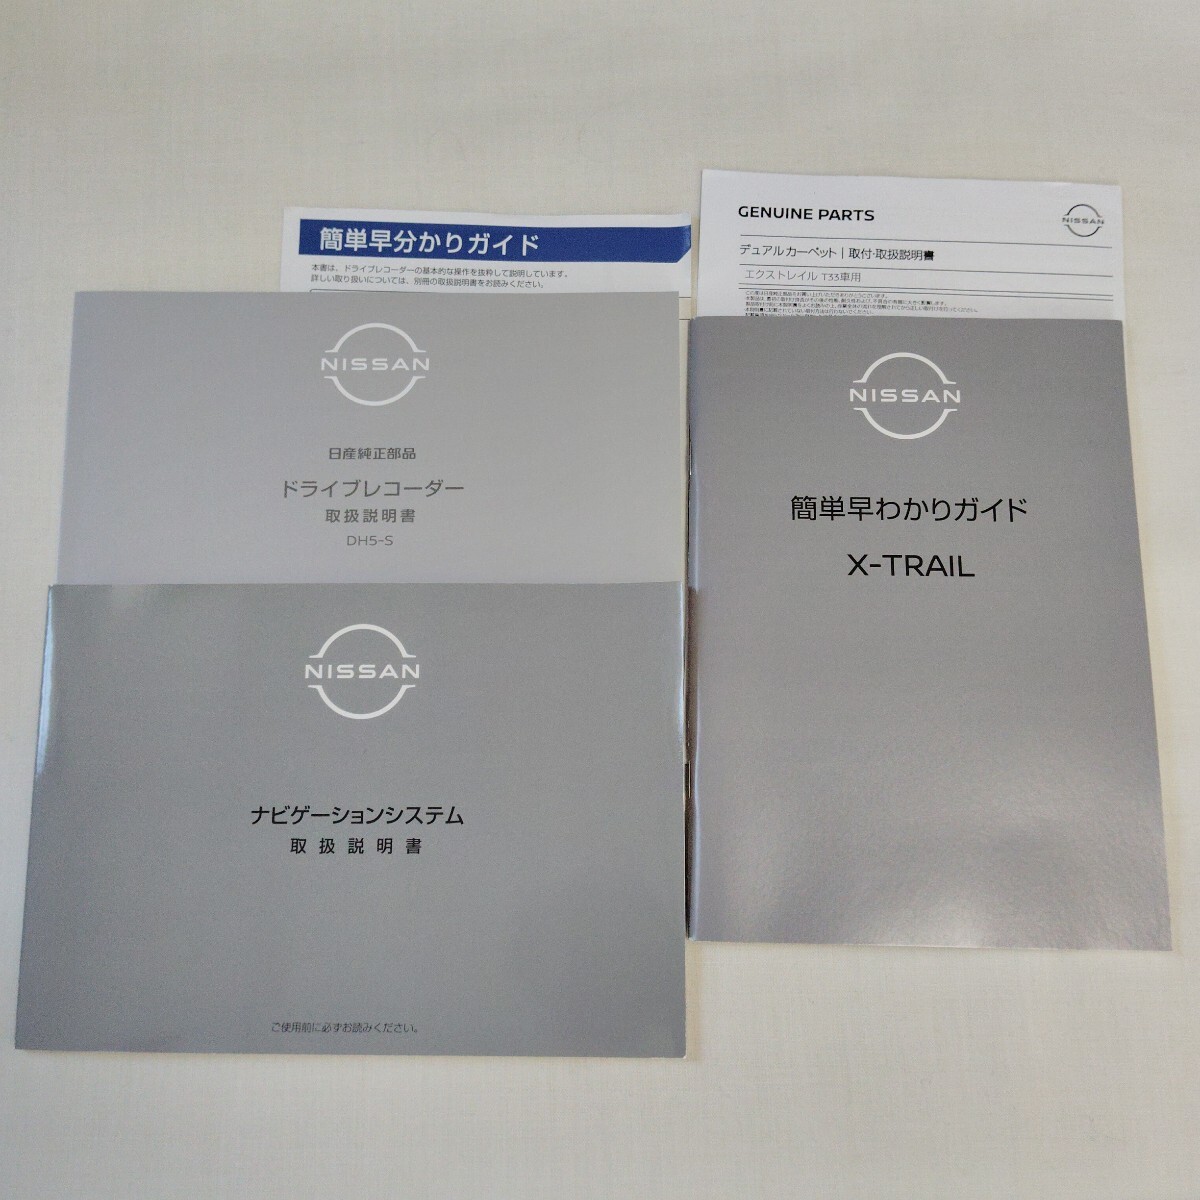 簡単早分かりガイド
本書は、ドライブレコーダーの基本的な操作を抜粋して説明しています。
詳しい取り扱いについては、別冊の取扱説明書をお読みください。
GENUINE PARTS
NISSAN
デュアルカーペット | 取付・取扱説明書
エクストレイル T33車用
NISSAN
日産純正部品
ドライブレコーダー
取扱説明書
DH5-S
NISSAN
簡単早わかりガイド
X-TRAIL
NISSAN
ナビゲーションシステム
取扱説明書
ご使用前に必ずお読みください。